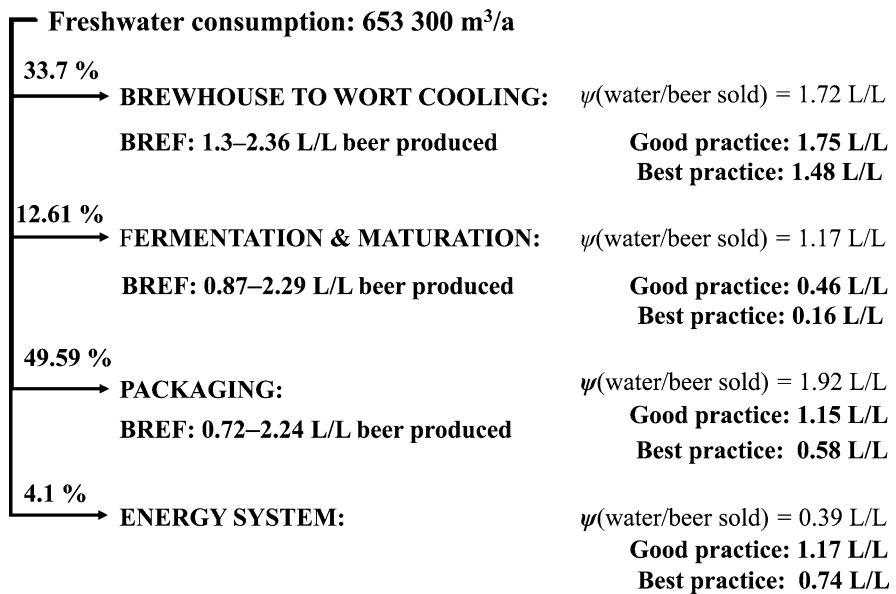 Freshwater consumption: 653 300 m³/a
33.7 %
BREWHOUSE TO WORT COOLING: ψ(water/beer sold) = 1.72 L/L
BREF: 1.3–2.36 L/L beer produced Good practice: 1.75 L/L
Best practice: 1.48 L/L
12.61 %
FERMENTATION & MATURATION: ψ(water/beer sold) = 1.17 L/L
BREF: 0.87–2.29 L/L beer produced Good practice: 0.46 L/L
Best practice: 0.16 L/L
49.59 %
PACKAGING: ψ(water/beer sold) = 1.92 L/L
BREF: 0.72–2.24 L/L beer produced Good practice: 1.15 L/L
Best practice: 0.58 L/L
4.1 %
ENERGY SYSTEM: ψ(water/beer sold) = 0.39 L/L
Good practice: 1.17 L/L
Best practice: 0.74 L/L